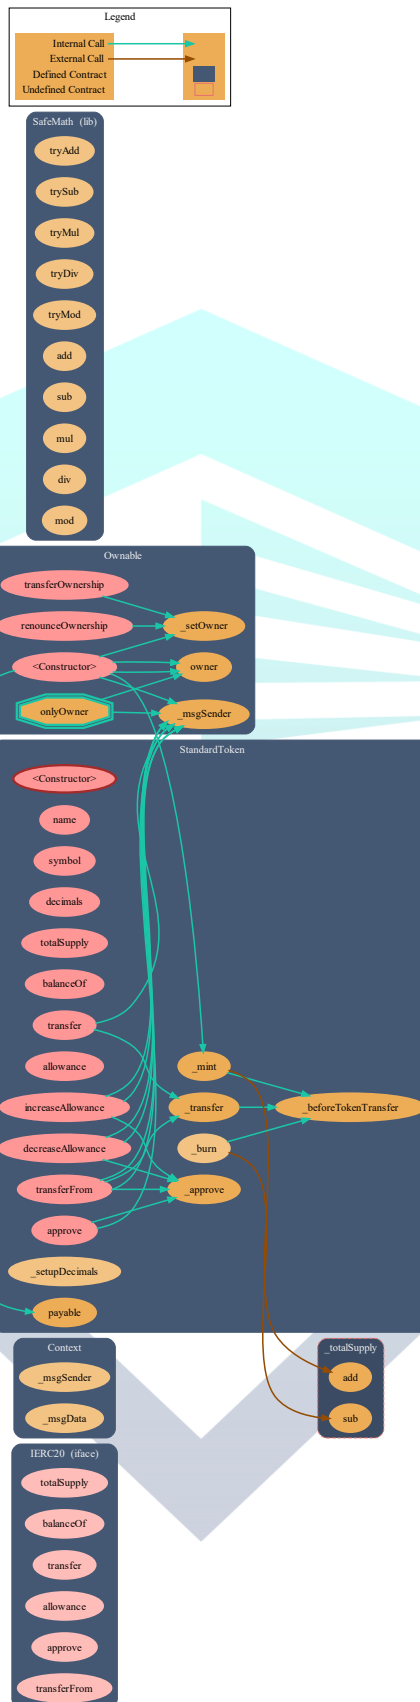 Legend
Internal Call
External Call
Defined Contract
Undefined Contract
SafeMath (lib)
tryAdd
trySub
tryMul
tryDiv
tryMod
add
sub
mul
div
mod
Ownable
transferOwnership
renounceOwnership
_setOwner
<Constructor>
owner
onlyOwner
_msgSender
StandardToken
<Constructor>
name
symbol
decimals
totalSupply
balanceOf
transfer
allowance
_mint
increaseAllowance
_transfer
_beforeTokenTransfer
decreaseAllowance
_burn
transferFrom
_approve
approve
_setupDecimals
payable
Context
_totalSupply
_msgSender
add
_msgData
sub
IERC20 (iface)
totalSupply
balanceOf
transfer
allowance
approve
transferFrom